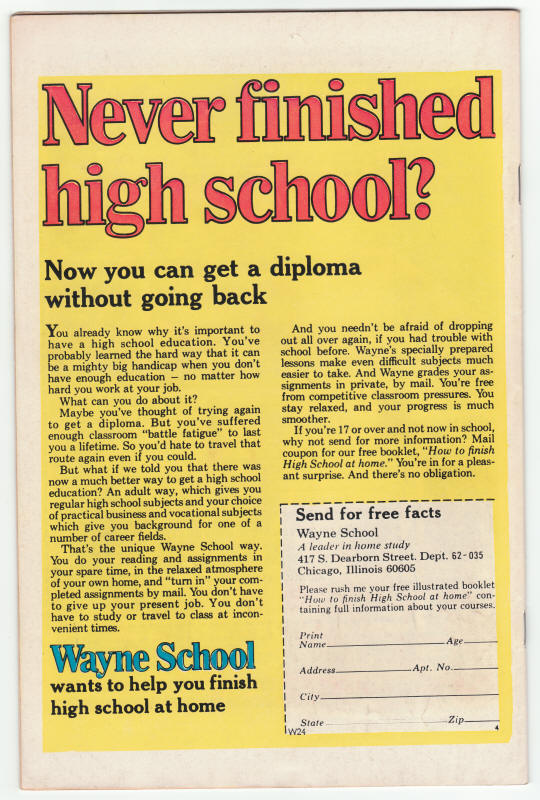 Never finished
high school?
Now you can get a diploma
without going back
You already know why it's important to
have a high school education. You've
probably learned the hard way that it can
be a mighty big handicap when you don't
have enough education — no matter how
hard you work at your job.
What can you do about it?
Maybe you've thought of trying again
to get a diploma. But you've suffered
enough classroom "battle fatigue" to last
you a lifetime. So you'd hate to travel that
route again even if you could.
But what if we told you that there was
now a much better way to get a high school
education? An adult way, which gives you
regular high school subjects and your choice
of practical business and vocational subjects
which give you background for one of a
number of career fields.
That's the unique Wayne School way.
You do your reading and assignments in
your spare time, in the relaxed atmosphere
of your own home, and "turn in" your com-
pleted assignments by mail. You don't have
to give up your present job. You don't
have to study or travel to class at incon-
venient times.
Wayne School
wants to help you finish
high school at home
And you needn't be afraid of dropping
out all over again, if you had trouble with
school before. Wayne's specially prepared
lessons make even difficult subjects much
easier to take. And Wayne grades your as-
signments in private, by mail. You're free
from competitive classroom pressures. You
stay relaxed, and your progress is much
smoother.
If you're 17 or over and not now in school,
why not send for more information? Mail
coupon for our free booklet, "How to finish
High School at home." You're in for a pleas-
ant surprise. And there's no obligation.
Send for free facts
Wayne School
A leader in home study
417 S. Dearborn Street. Dept. 62-035
Chicago, Illinois 60605
Please rush me your free illustrated booklet
"How to finish High School at home" con-
taining full information about your courses.
Print
Name Age
Address Apt. No.
City
State Zip
W24 4